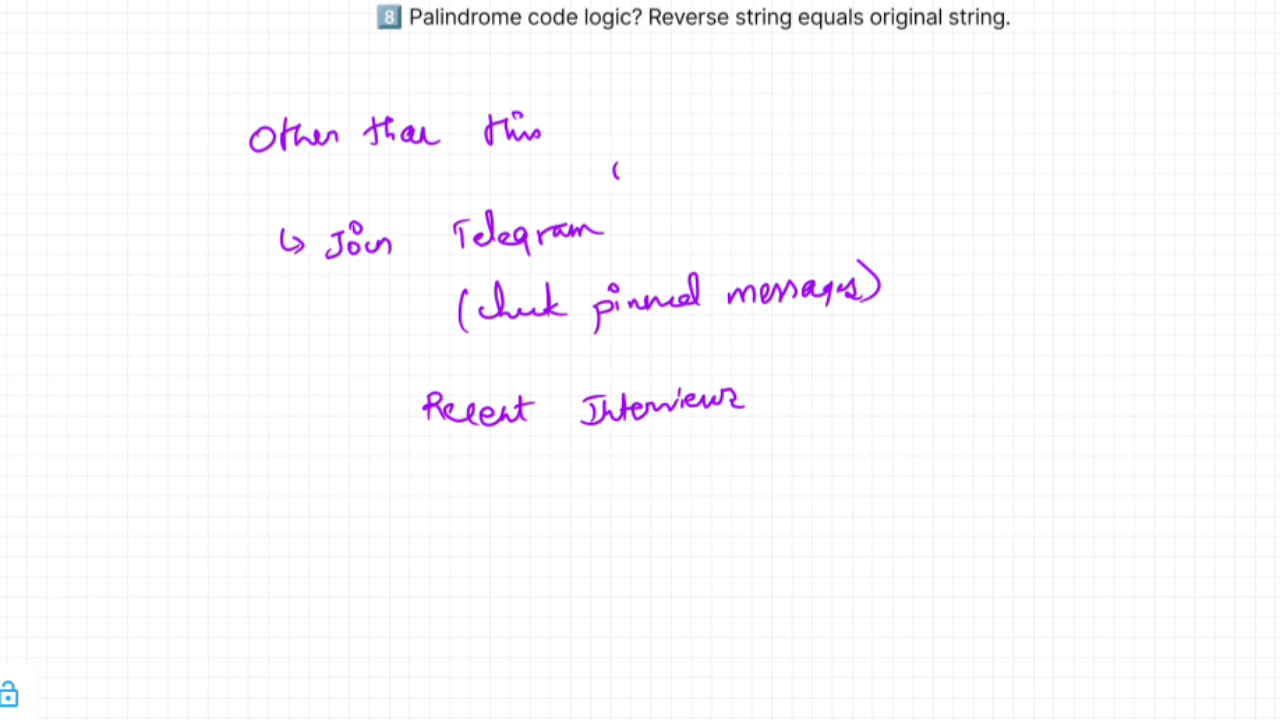 8 Palindrome code logic? Reverse string equals original string.
Other than this
(
↳ Join Telegram
(check pinned messages)
Recent Interviews